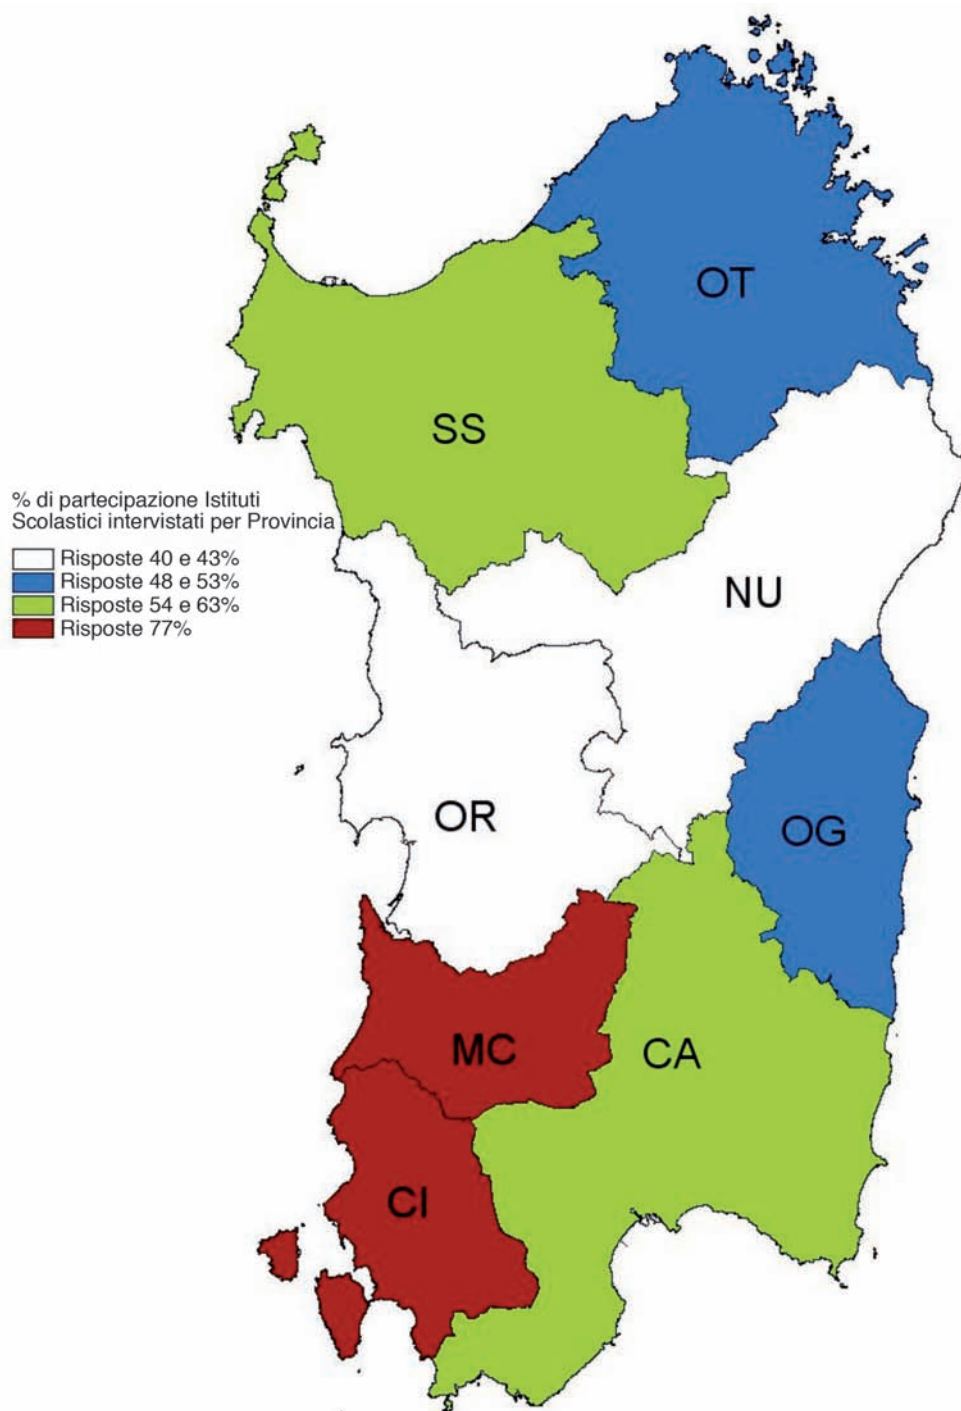 OT
SS
% di partecipazione Istituti
Scolastici intervistati per Provincia
Risposte 40 e 43%
Risposte 48 e 53%
Risposte 54 e 63%
Risposte 77%
NU
OR
OG
MC
CA
CI